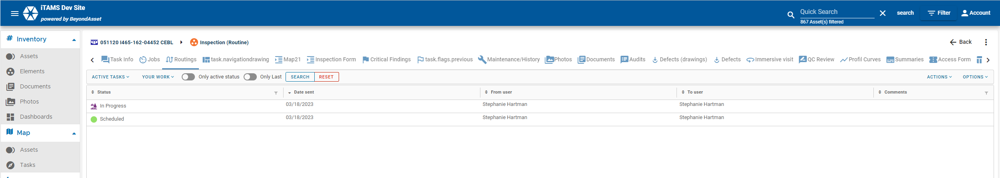 iTAMS Dev Site
powered by BeyondAsset
Quick Search
867 Asset(s) filtered
search
Filter
Account
Inventory
Assets
Elements
Documents
Photos
Dashboards
Map
Assets
Tasks
051120 I465-162-04452 CEBL
Inspection (Routine)
Back
Task Info
Jobs
Routings
task.navigationdrawing
Map21
Inspection Form
Critical Findings
task.flags.previous
Maintenance/History
Photos
Documents
Audits
Defects (drawings)
Defects
Immersive visit
QC Review
Profil Curves
Summaries
Access Form
ACTIVE TASKS
YOUR WORK
Only active status
Only Last
SEARCH
RESET
ACTIONS
OPTIONS
Status
Date sent
From user
To user
Comments
In Progress
03/18/2023
Stephanie Hartman
Stephanie Hartman
Scheduled
03/18/2023
Stephanie Hartman
Stephanie Hartman